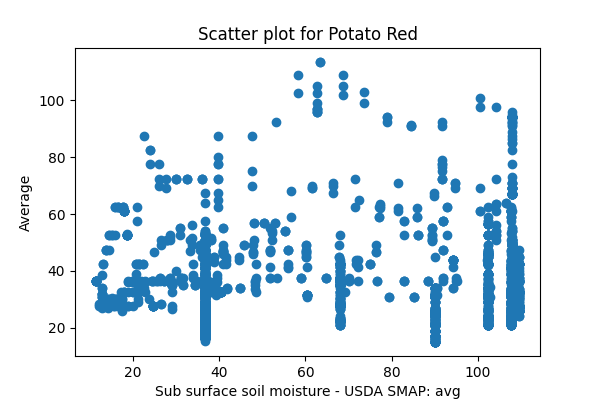 Scatter plot for Potato Red
100
80
60
40
20
Average
20 40 60 80 100
Sub surface soil moisture - USDA SMAP: avg